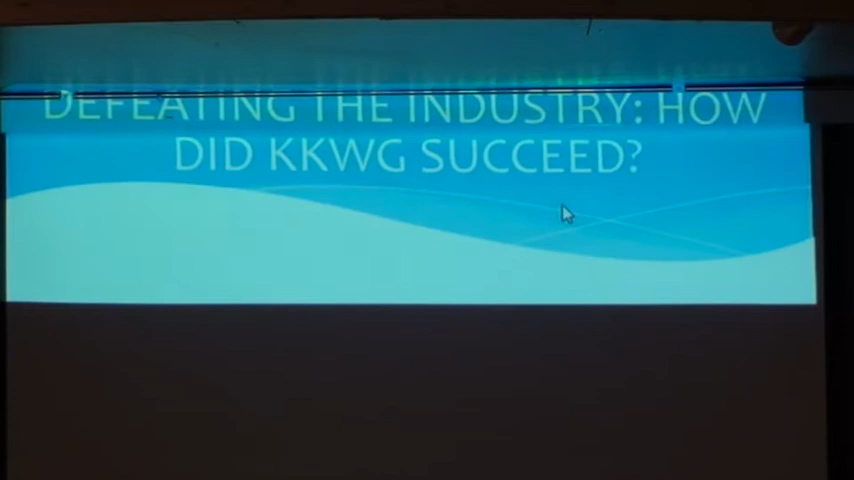 DEFEATING THE INDUSTRY: HOW
DID KKWG SUCCEED?